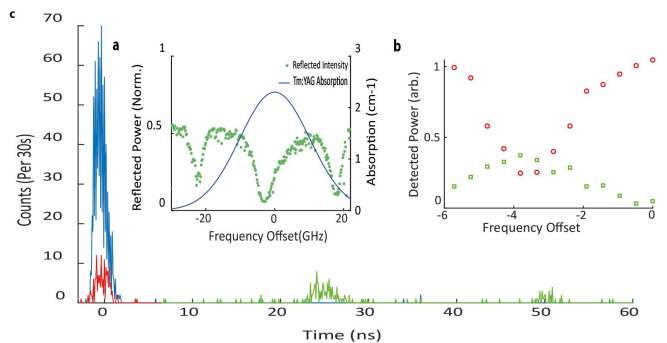 c
70
60
50
40
30
20
10
0
Counts (Per 30s)
0
10
20
30
40
50
60
Time (ns)
a
1
0.5
0
Reflected Power (Norm.)
Reflected Intensity
Tm:YAG Absorption
3
2
1
0
Absorption (cm-1)
-20
0
20
Frequency Offset(GHz)
b
1
0.5
0
Detected Power (arb.)
-6
-4
-2
0
Frequency Offset